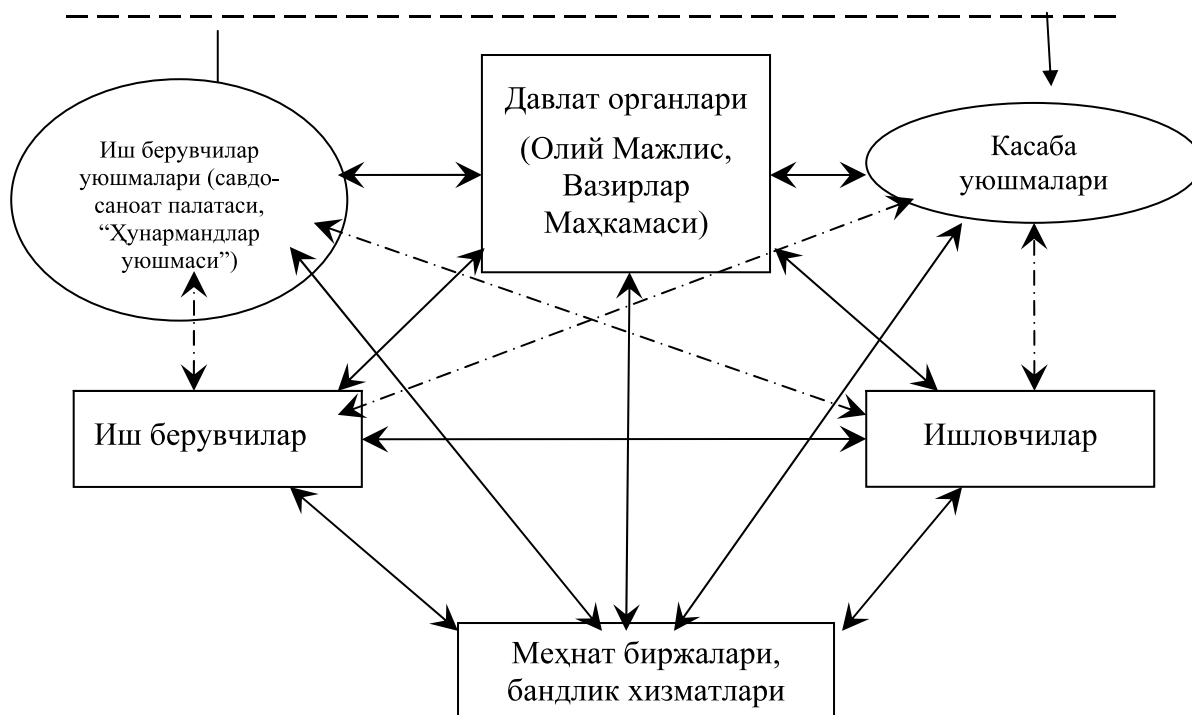 Давлат органлари
(Олий Мажлис,
Вазирлар
Маҳкамаси)
Иш берувчилар
уюшмалари (савдо-
саноат палатаси,
“Ҳунармандлар
уюшмаси”)
Касаба
уюшмалари
Иш берувчилар
Ишловчилар
Меҳнат биржалари,
бандлик хизматлари